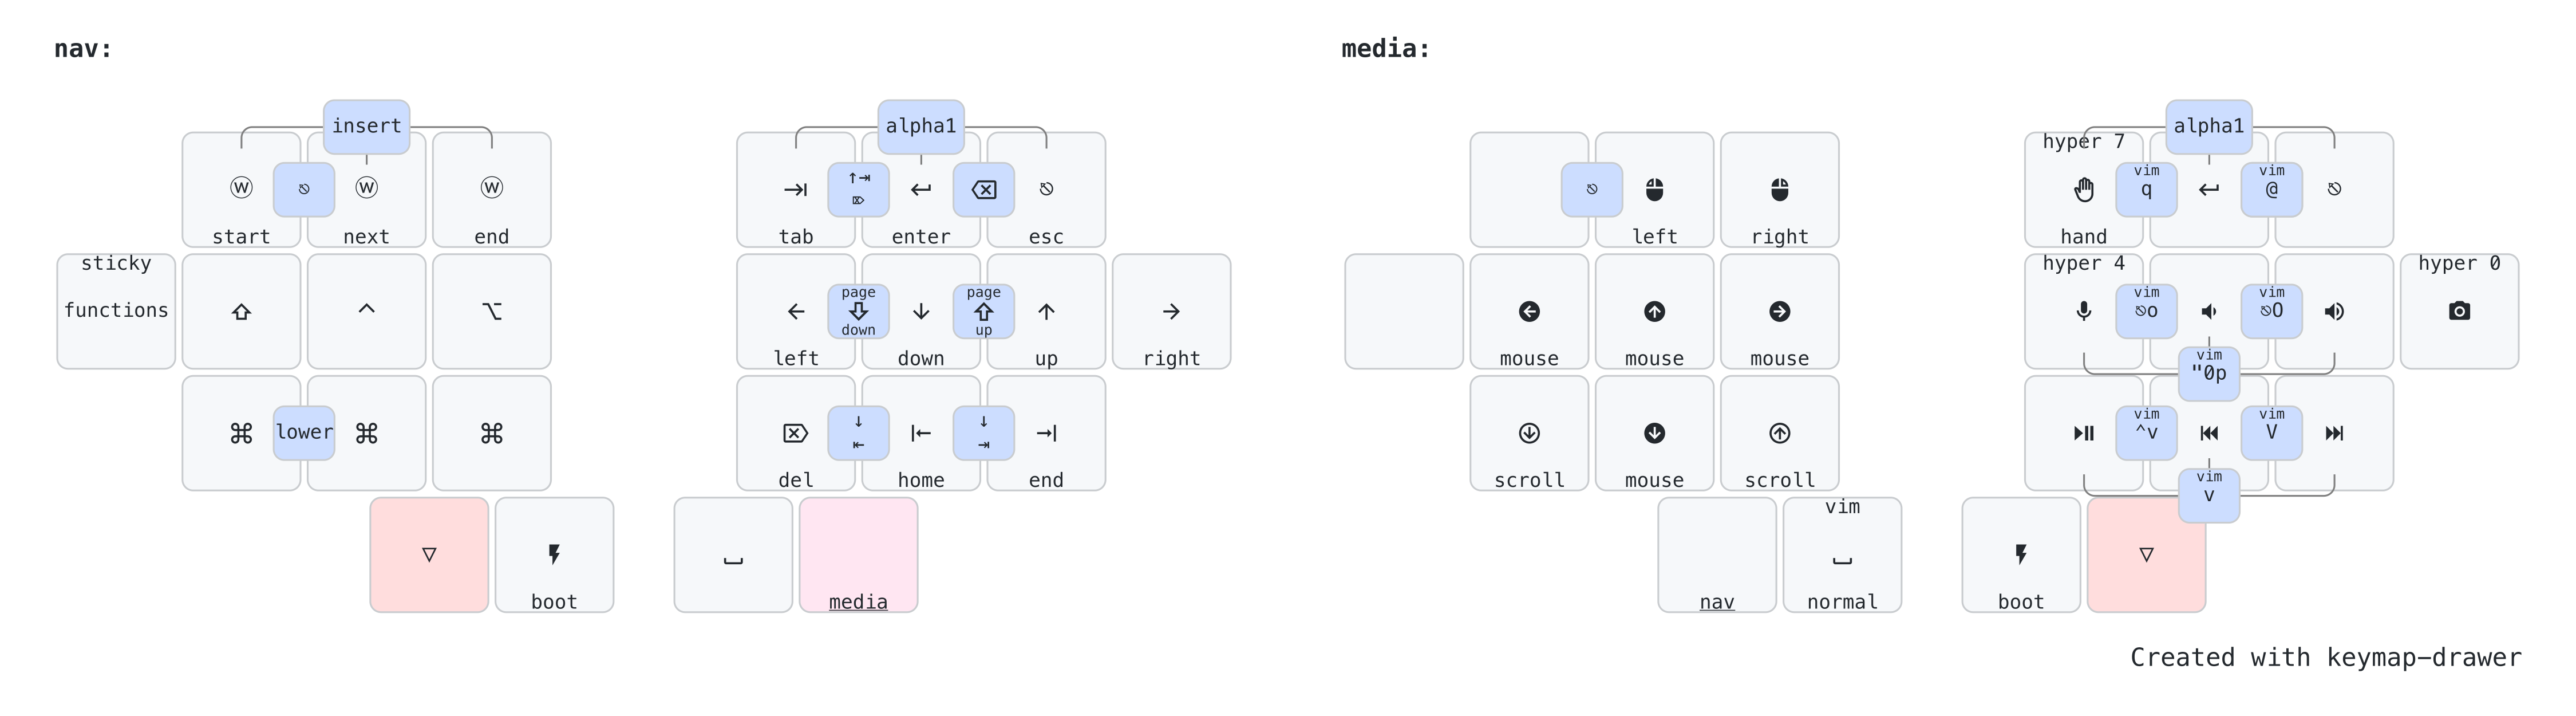 nav:
media:
insert
alpha1
alpha1
hyper 7
Ⓦ
⎋
Ⓦ
Ⓦ
⇥
↑⇥
⌦
↵
⌫
⎋
⎋
vim
q
↵
vim
@
⎋
start
next
end
tab
enter
esc
left
right
hand
sticky
functions
⇧
^
⌥
←
page
⇩
down
↓
page
⇧
up
↑
→
left
down
up
right
mouse
mouse
mouse
hyper 4
vim
⎋o
vim
⎋O
hyper 0
vim
"0p
⌘
lower
⌘
⌘
⌦
↓
⇤
⇤
↓
⇥
⇥
del
home
end
scroll
mouse
scroll
vim
^v
vim
V
vim
v
▽
boot
⎵
media
nav
vim
⎵
normal
boot
▽
Created with keymap-drawer